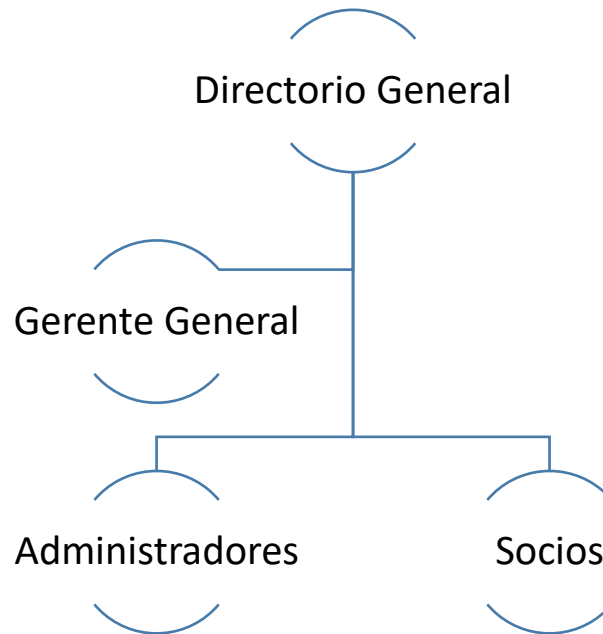 Directorio General
Gerente General
Administradores
Socios